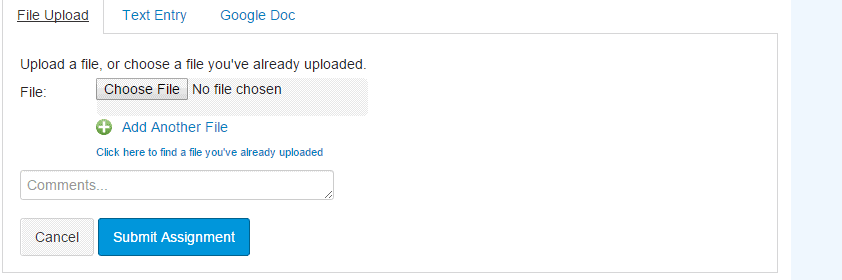 File Upload Text Entry Google Doc
Upload a file, or choose a file you've already uploaded.
File: Choose File No file chosen
Add Another File
Click here to find a file you've already uploaded
Comments...
Cancel Submit Assignment